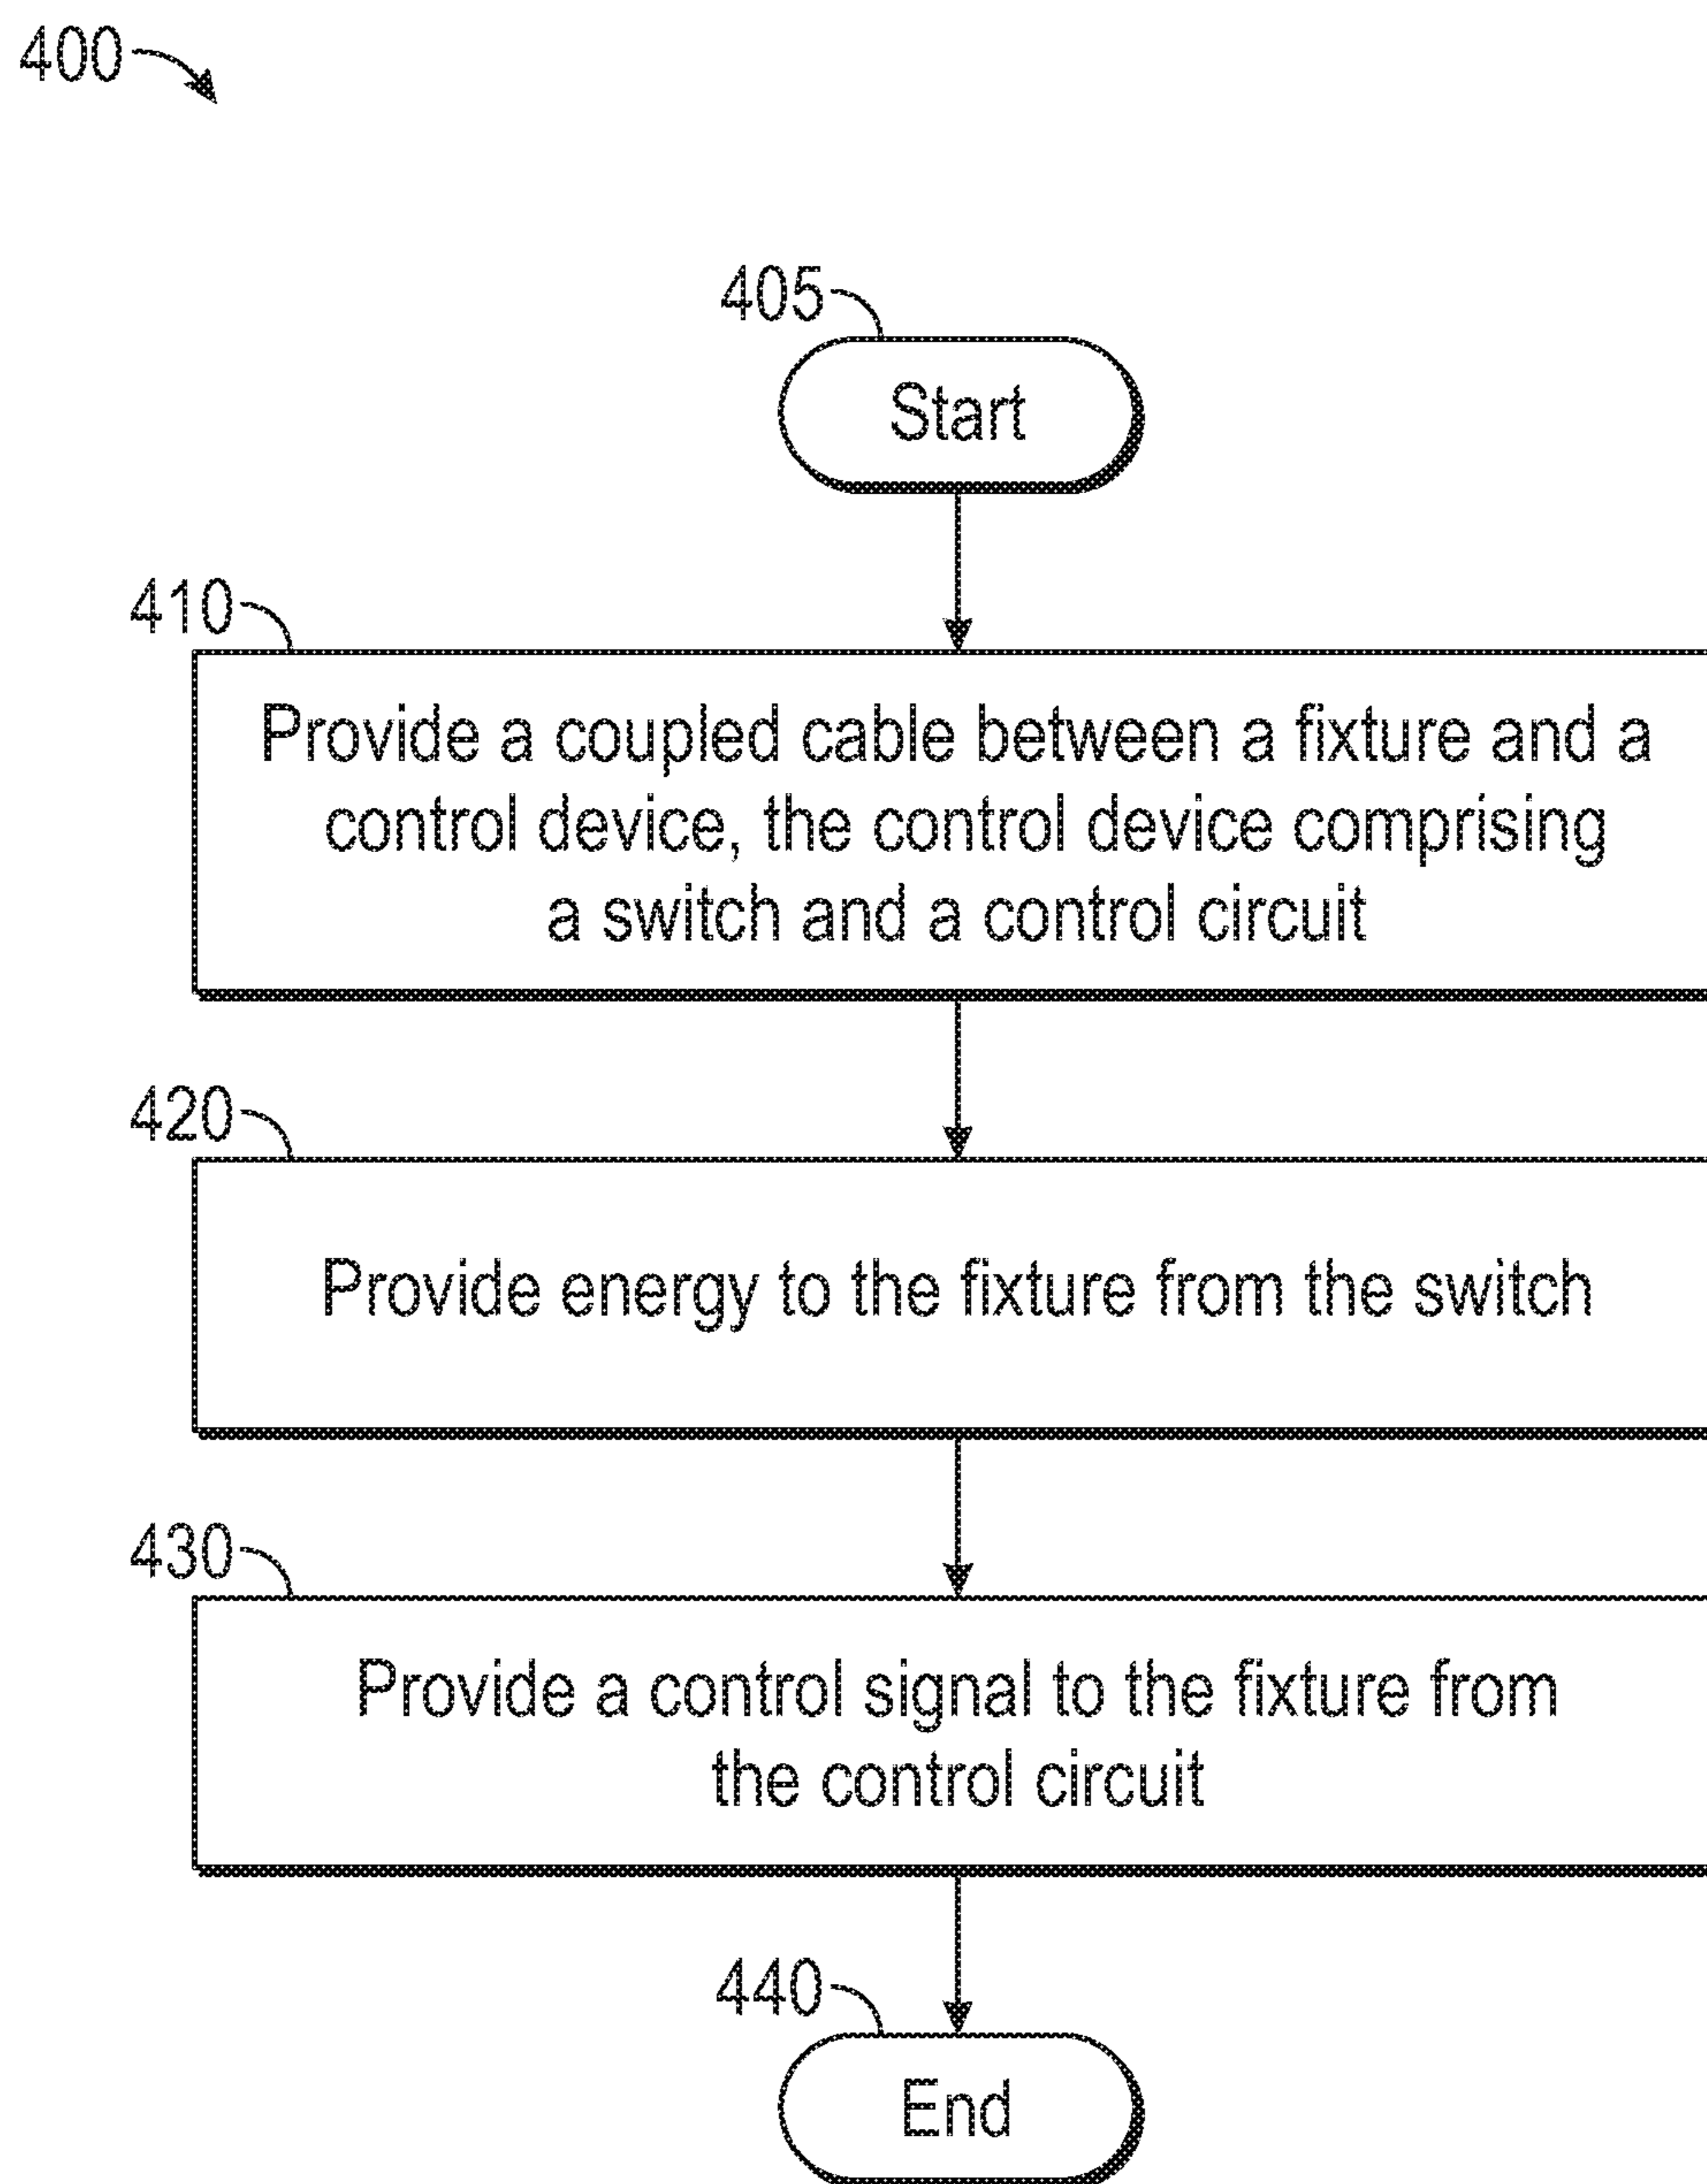 400
405
Start
410
Provide a coupled cable between a fixture and a
control device, the control device comprising
a switch and a control circuit
420
Provide energy to the fixture from the switch
430
Provide a control signal to the fixture from
the control circuit
440
End